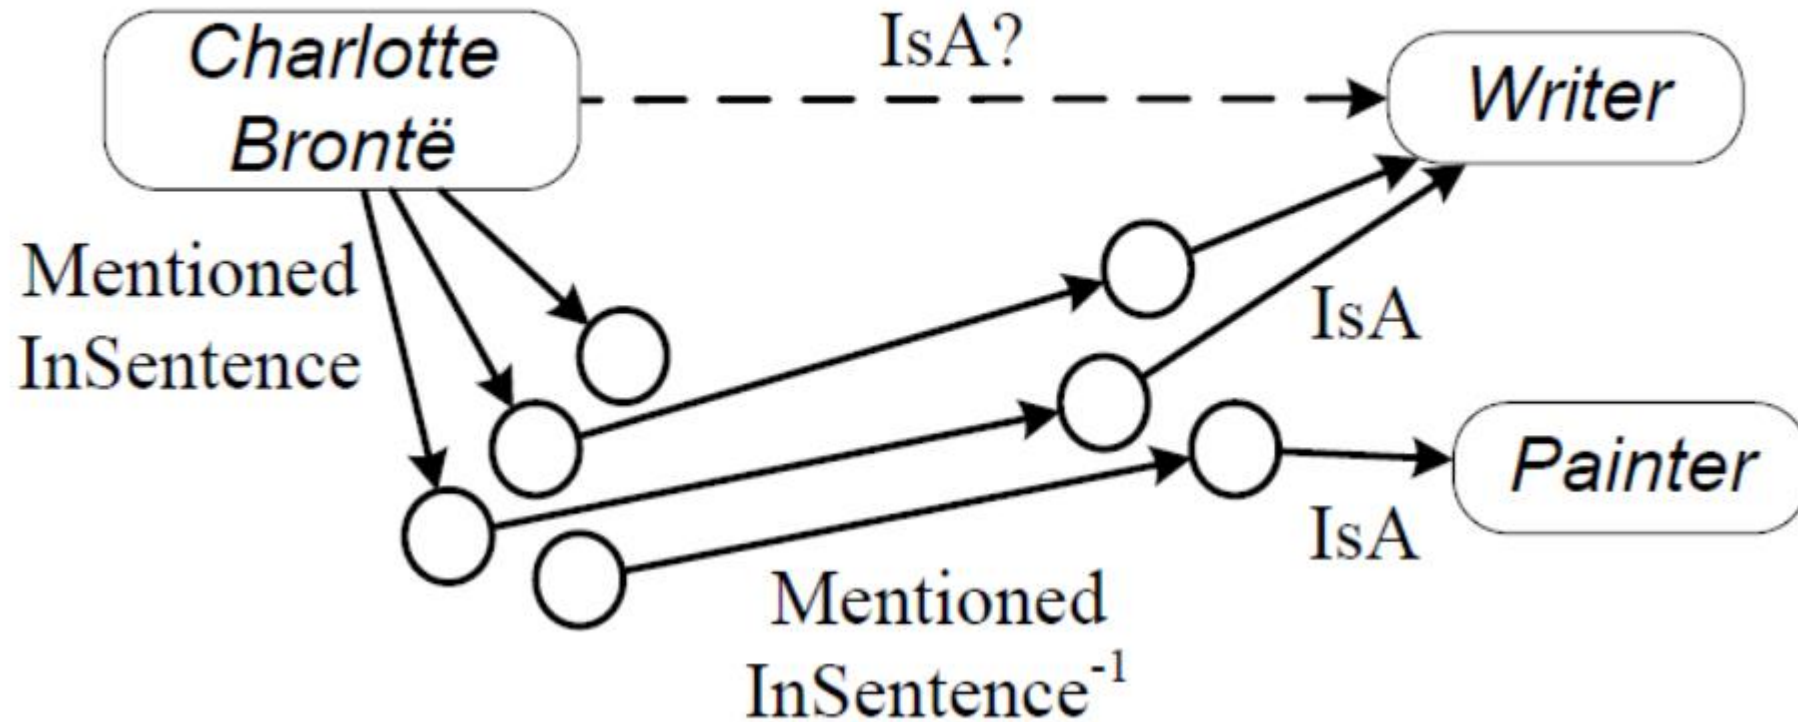 Charlotte
Brontë
IsA?
Writer
Mentioned
InSentence
IsA
Painter
IsA
Mentioned
InSentence⁻¹